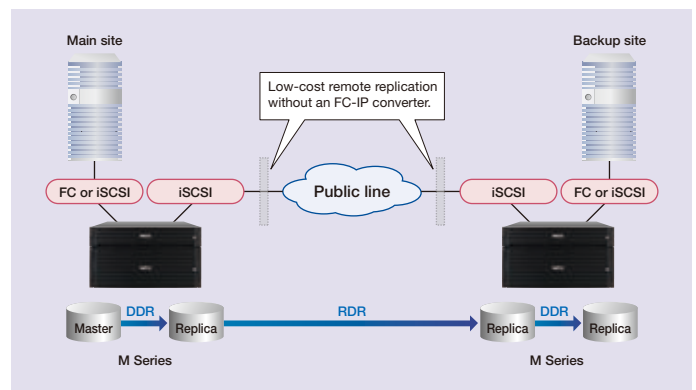 Main site
Backup site
Low-cost remote replication
without an FC-IP converter.
FC or iSCSI
iSCSI
Public line
iSCSI
FC or iSCSI
DDR
RDR
DDR
Master
Replica
Replica
Replica
M Series
M Series